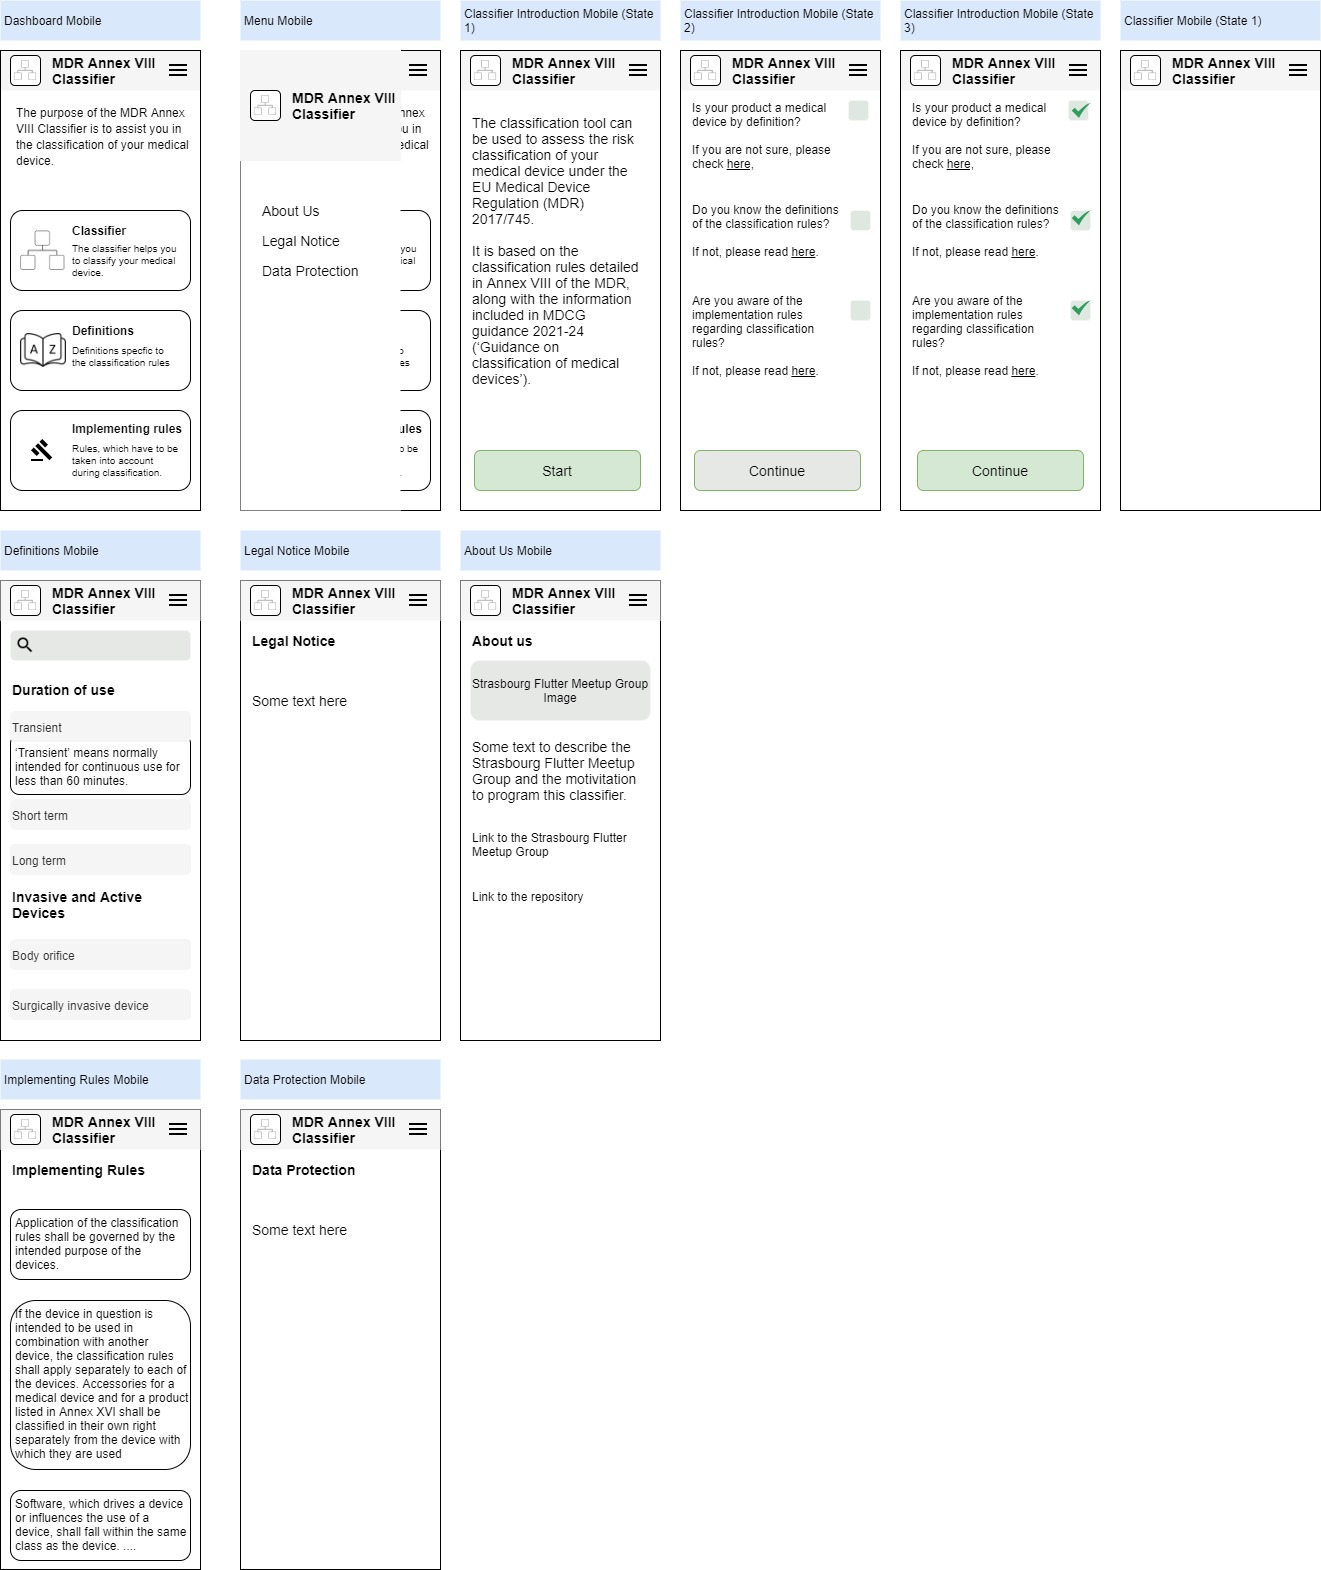 Dashboard Mobile
MDR Annex VIII
Classifier
The purpose of the MDR Annex
VIII Classifier is to assist you in
the classification of your medical
device.
Classifier
The classifier helps you
to classify your medical
device.
A Z
Definitions
Definitions specfic to
the classification rules
Implementing rules
Rules, which have to be
taken into account
during classification.
Menu Mobile
MDR Annex VIII
Classifier
nnex
u in
edical
About Us
Legal Notice
Data Protection
you
ical
o
es
ules
o be
.
Classifier Introduction Mobile (State
1)
MDR Annex VIII
Classifier
The classification tool can
be used to assess the risk
classification of your
medical device under the
EU Medical Device
Regulation (MDR)
2017/745.
It is based on the
classification rules detailed
in Annex VIII of the MDR,
along with the information
included in MDCG
guidance 2021-24
(‘Guidance on
classification of medical
devices’).
Start
Classifier Introduction Mobile (State
2)
MDR Annex VIII
Classifier
Is your product a medical
device by definition?
If you are not sure, please
check here,
Do you know the definitions
of the classification rules?
If not, please read here.
Are you aware of the
implementation rules
regarding classification
rules?
If not, please read here.
Continue
Classifier Introduction Mobile (State
3)
MDR Annex VIII
Classifier
Is your product a medical
device by definition?
If you are not sure, please
check here,
Do you know the definitions
of the classification rules?
If not, please read here.
Are you aware of the
implementation rules
regarding classification
rules?
If not, please read here.
Continue
Classifier Mobile (State 1)
MDR Annex VIII
Classifier
Definitions Mobile
MDR Annex VIII
Classifier
Duration of use
Transient
‘Transient’ means normally
intended for continuous use for
less than 60 minutes.
Short term
Long term
Invasive and Active
Devices
Body orifice
Surgically invasive device
Legal Notice Mobile
MDR Annex VIII
Classifier
Legal Notice
Some text here
About Us Mobile
MDR Annex VIII
Classifier
About us
Strasbourg Flutter Meetup Group
Image
Some text to describe the
Strasbourg Flutter Meetup
Group and the motivitation
to program this classifier.
Link to the Strasbourg Flutter
Meetup Group
Link to the repository
Implementing Rules Mobile
MDR Annex VIII
Classifier
Implementing Rules
Application of the classification
rules shall be governed by the
intended purpose of the
devices.
If the device in question is
intended to be used in
combination with another
device, the classification rules
shall apply separately to each of
the devices. Accessories for a
medical device and for a product
listed in Annex XVI shall be
classified in their own right
separately from the device with
which they are used
Software, which drives a device
or influences the use of a
device, shall fall within the same
class as the device. ....
Data Protection Mobile
MDR Annex VIII
Classifier
Data Protection
Some text here